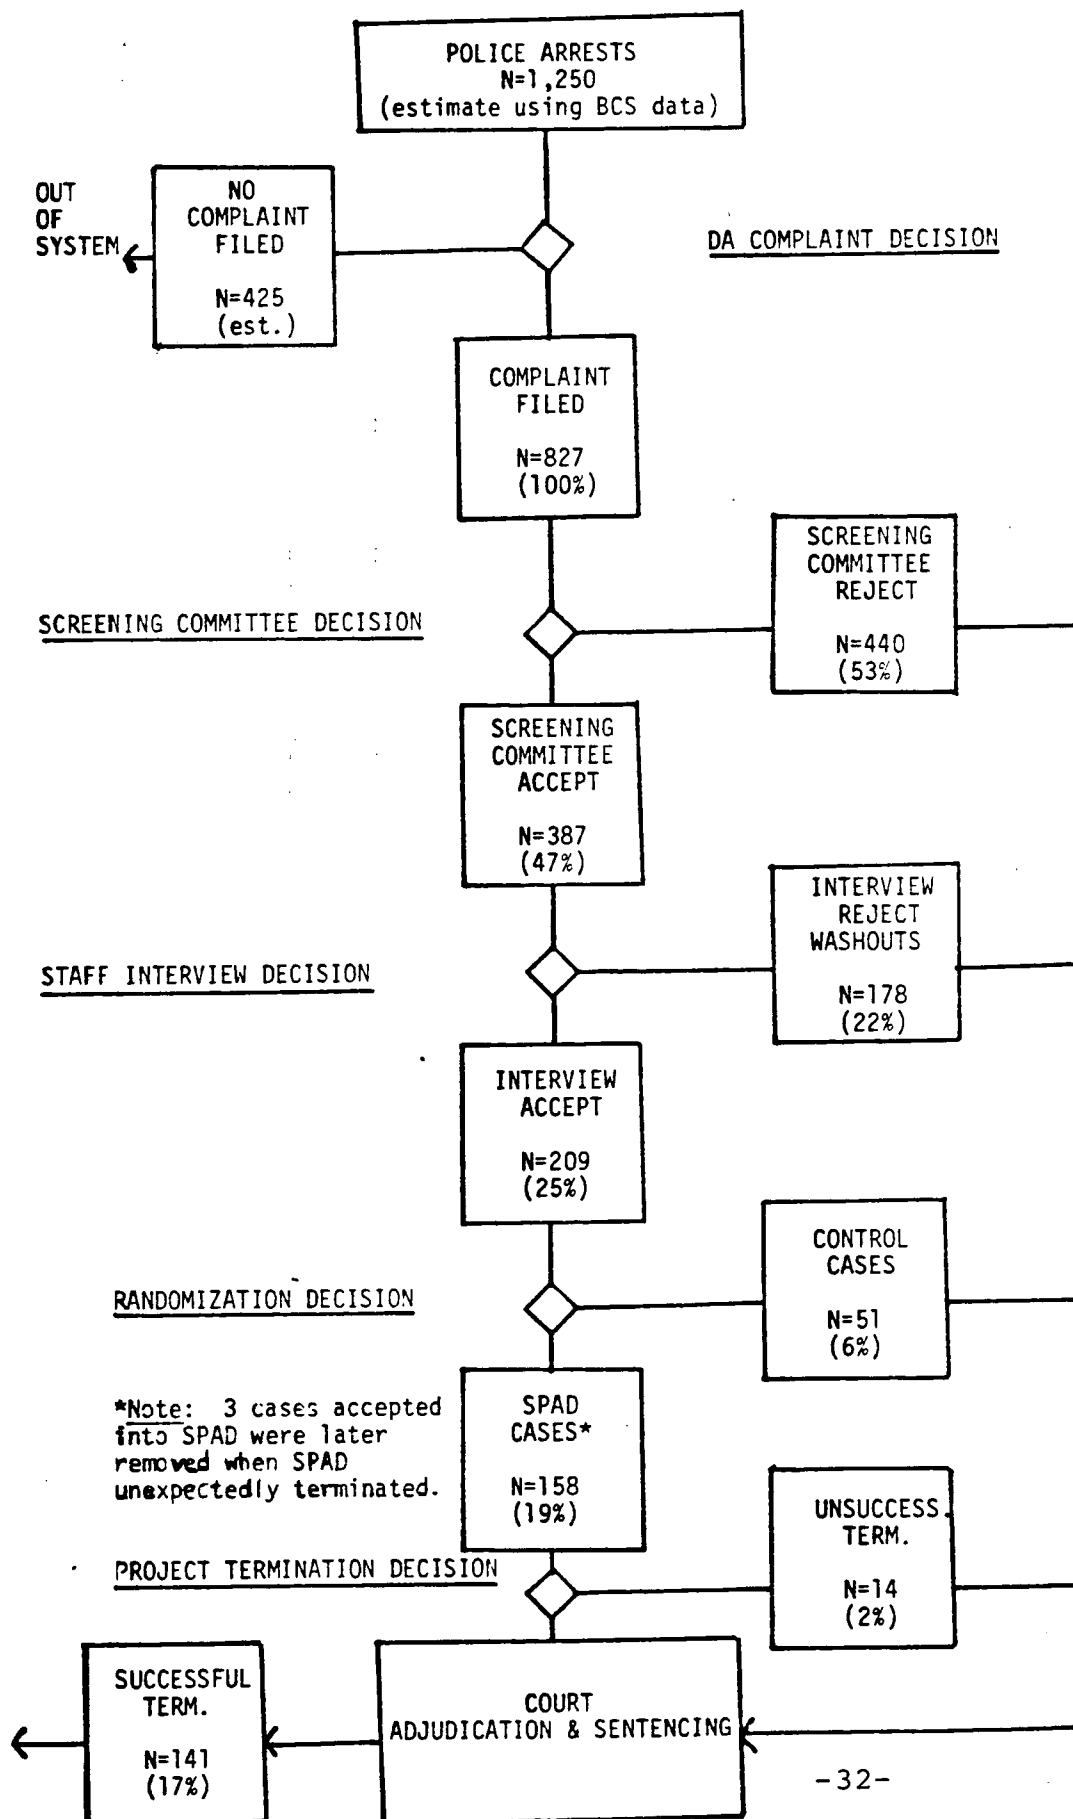 POLICE ARRESTS
N=1,250
(estimate using BCS data)
OUT
OF
SYSTEM
NO
COMPLAINT
FILED
N=425
(est.)
DA COMPLAINT DECISION
COMPLAINT
FILED
N=827
(100%)
SCREENING COMMITTEE DECISION
SCREENING
COMMITTEE
REJECT
N=440
(53%)
SCREENING
COMMITTEE
ACCEPT
N=387
(47%)
STAFF INTERVIEW DECISION
INTERVIEW
REJECT
WASHOUTS
N=178
(22%)
INTERVIEW
ACCEPT
N=209
(25%)
RANDOMIZATION DECISION
CONTROL
CASES
N=51
(6%)
*Note: 3 cases accepted
into SPAD were later
removed when SPAD
unexpectedly terminated.
SPAD
CASES*
N=158
(19%)
PROJECT TERMINATION DECISION
UNSUCCESS.
TERM.
N=14
(2%)
SUCCESSFUL
TERM.
N=141
(17%)
COURT
ADJUDICATION & SENTENCING
-32-